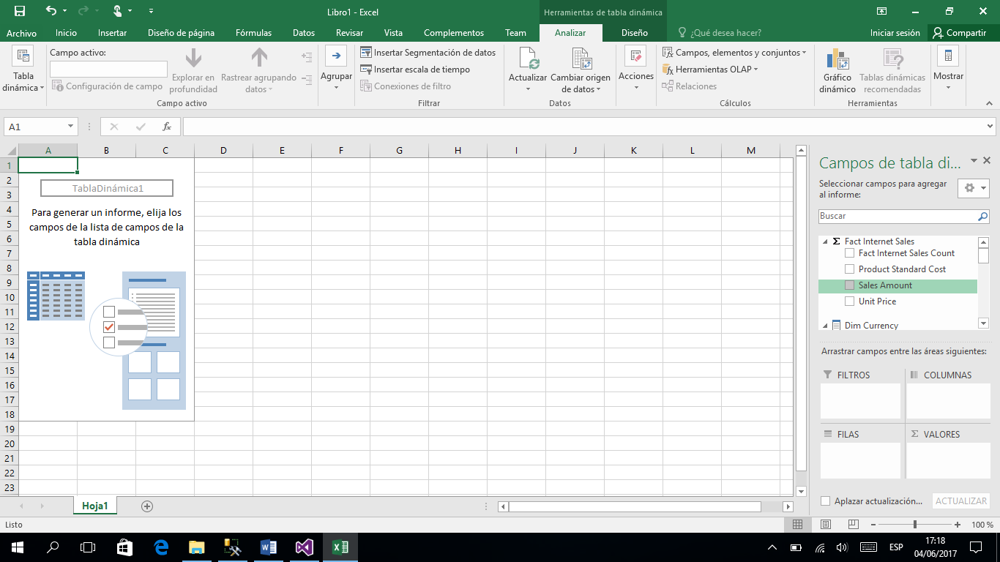 Libro1 - Excel
Herramientas de tabla dinámica
Archivo Inicio Insertar Diseño de página Fórmulas Datos Revisar Vista Complementos Team Analizar Diseño ¿Qué desea hacer? Iniciar sesión Compartir
Tabla
dinámica
Campo activo:
Configuración de campo
Explorar en
profundidad
Rastrear agrupando
datos
Campo activo
Agrupar
Insertar Segmentación de datos
Insertar escala de tiempo
Conexiones de filtro
Filtrar
Actualizar
Cambiar origen
de datos
Datos
Acciones
Campos, elementos y conjuntos
Herramientas OLAP
Relaciones
Cálculos
Gráfico
dinámico
Tablas dinámicas
recomendadas
Herramientas
Mostrar
A1
fx
A B C D E F G H I J K L M
1
2
3
4
5
6
7
8
9
10
11
12
13
14
15
16
17
18
19
20
21
22
23
TablaDinámica1
Para generar un informe, elija los
campos de la lista de campos de la
tabla dinámica
Campos de tabla di...
Seleccionar campos para agregar
al informe:
Buscar
Σ Fact Internet Sales
Fact Internet Sales Count
Product Standard Cost
Sales Amount
Unit Price
Dim Currency
Arrastrar campos entre las áreas siguientes:
FILTROS
COLUMNAS
FILAS
Σ VALORES
Aplazar actualización...
ACTUALIZAR
Hoja1
Listo
100 %
ESP
17:18
04/06/2017